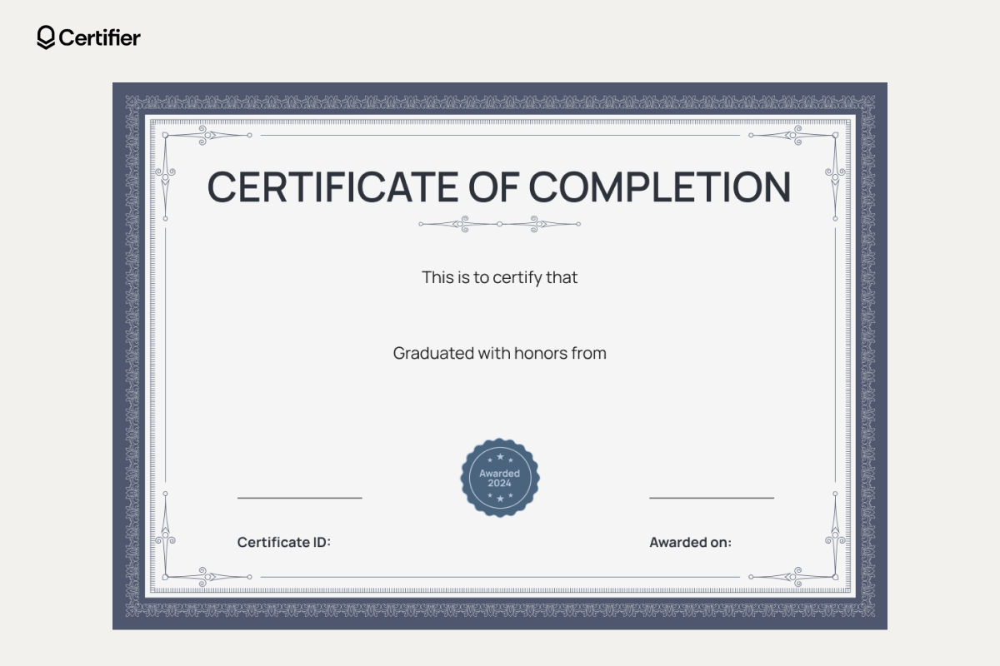 Certifier
CERTIFICATE OF COMPLETION
This is to certify that
Graduated with honors from
Awarded
2024
Certificate ID:
Awarded on: